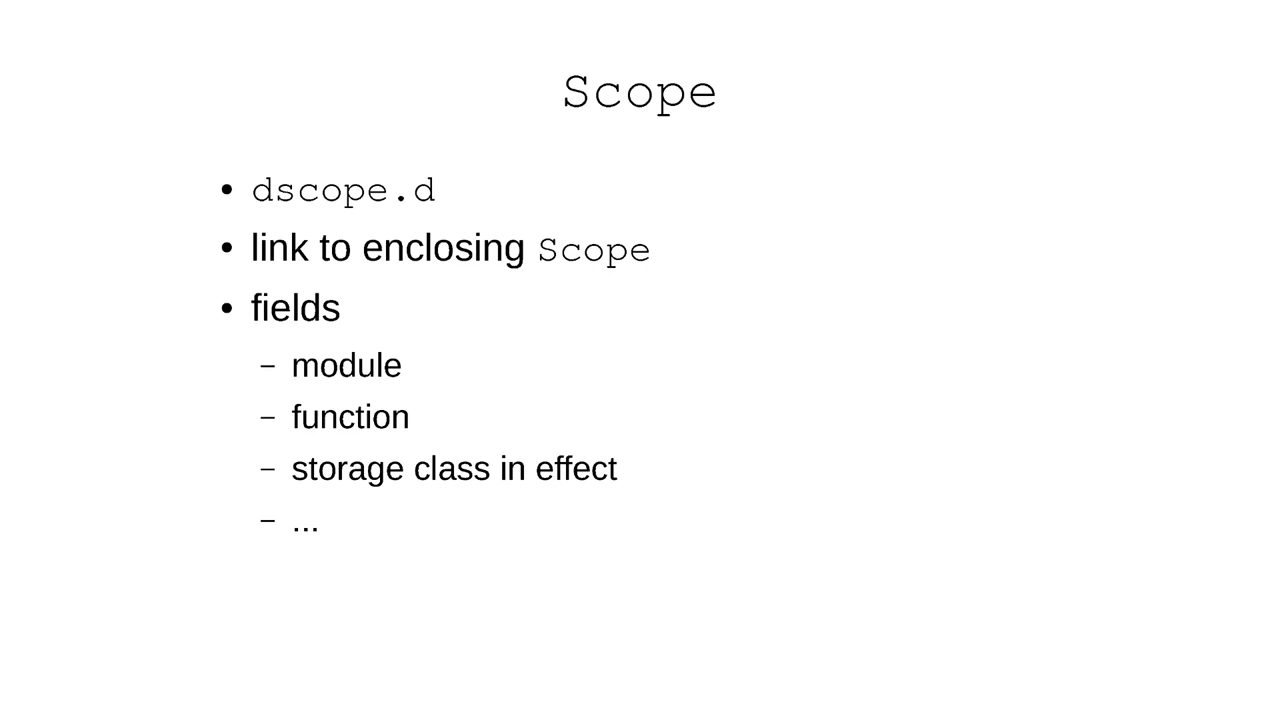 Scope
• dscope.d
• link to enclosing Scope
• fields
– module
– function
– storage class in effect
– ...